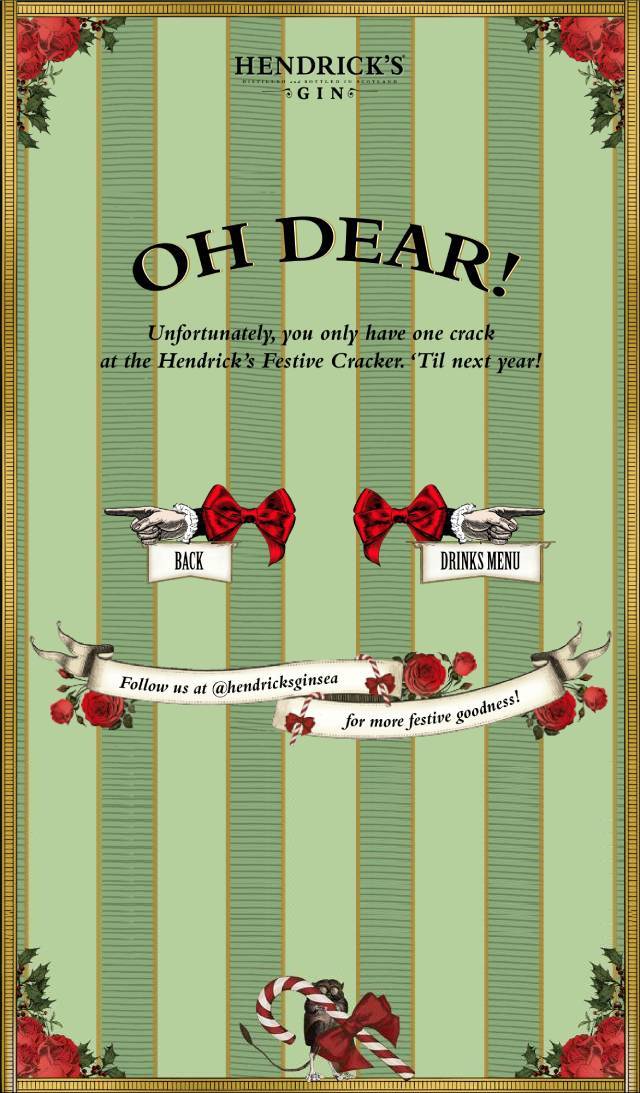 HENDRICK'S
DISTILLED and BOTTLED IN SCOTLAND
GIN
OH DEAR!
Unfortunately, you only have one crack
at the Hendrick's Festive Cracker. ‘Til next year!
BACK
DRINKS MENU
Follow us at @hendricksginsea
for more festive goodness!